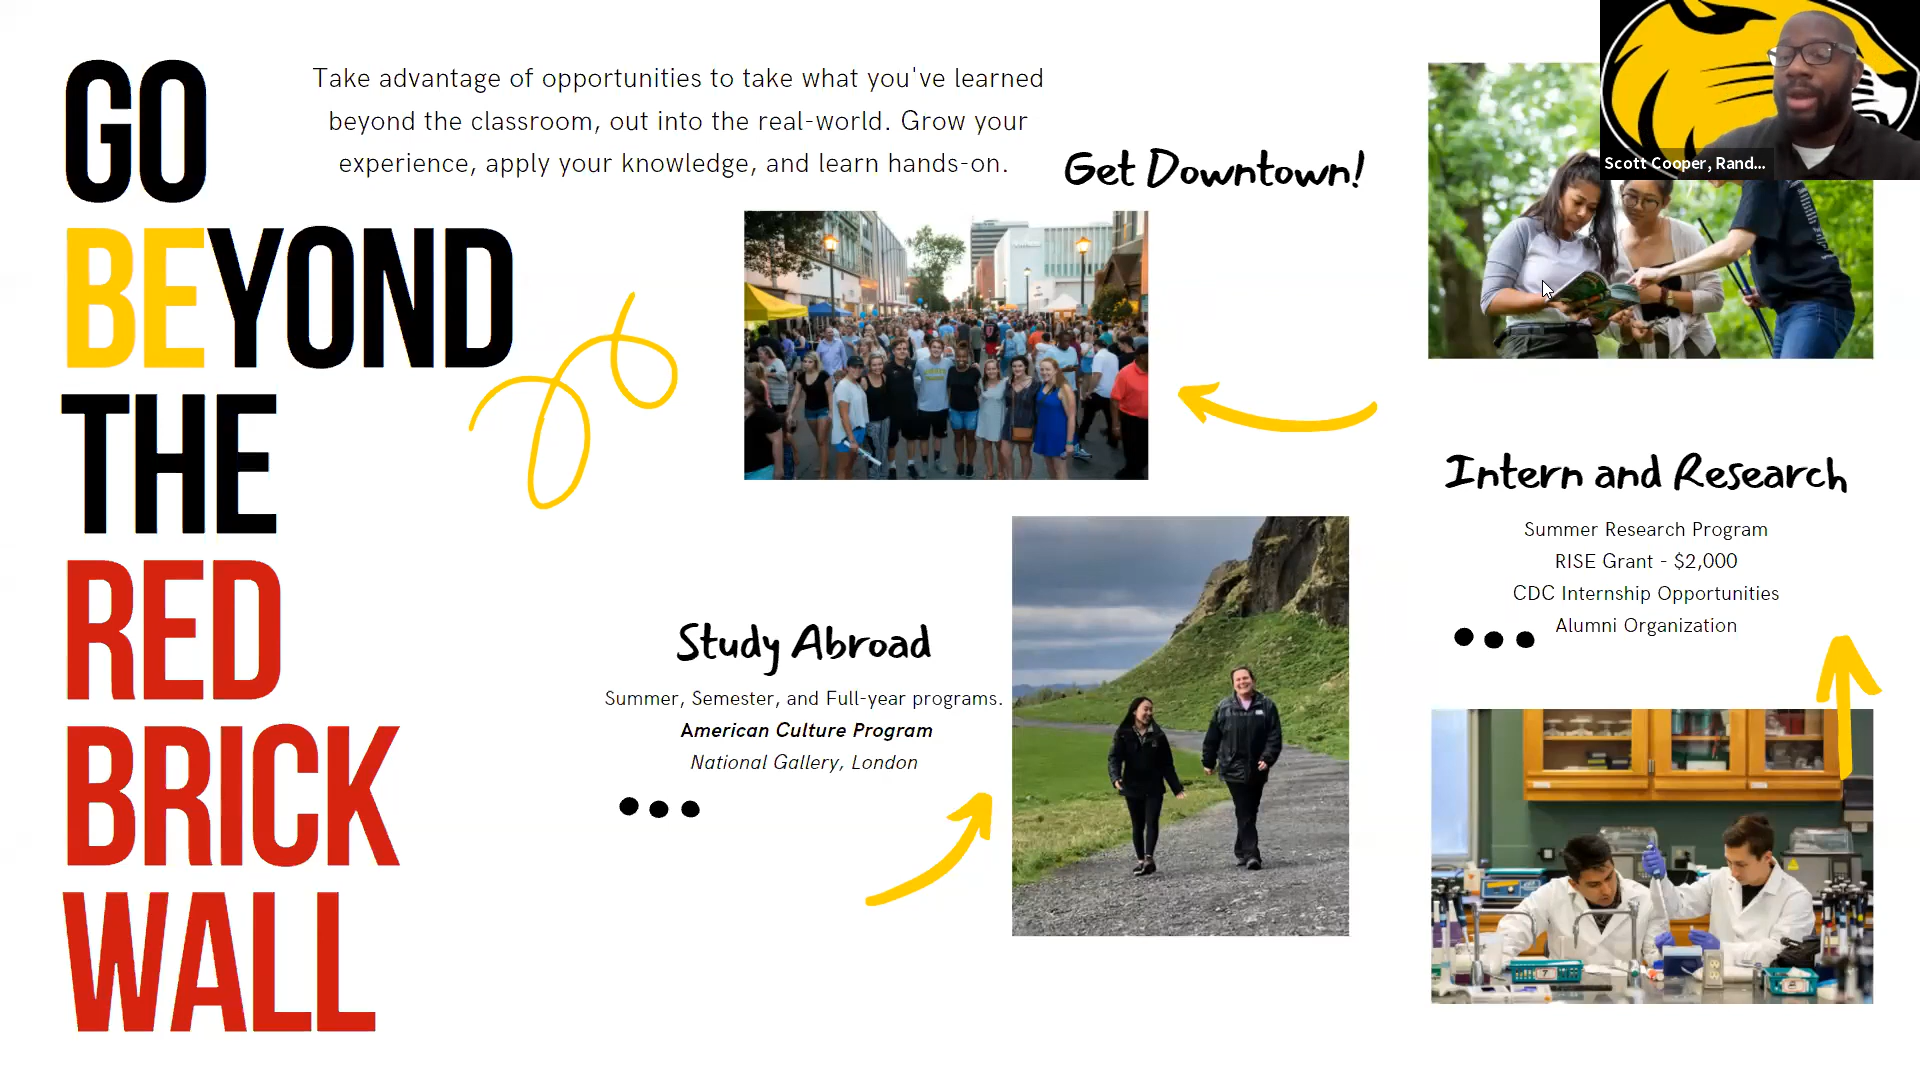 GO
BEYOND
THE
RED
BRICK
WALL
Take advantage of opportunities to take what you've learned
beyond the classroom, out into the real-world. Grow your
experience, apply your knowledge, and learn hands-on.
Get Downtown!
Study Abroad
Summer, Semester, and Full-year programs.
American Culture Program
National Gallery, London
Intern and Research
Summer Research Program
RISE Grant - $2,000
CDC Internship Opportunities
Alumni Organization
Scott Cooper, Rand...
7